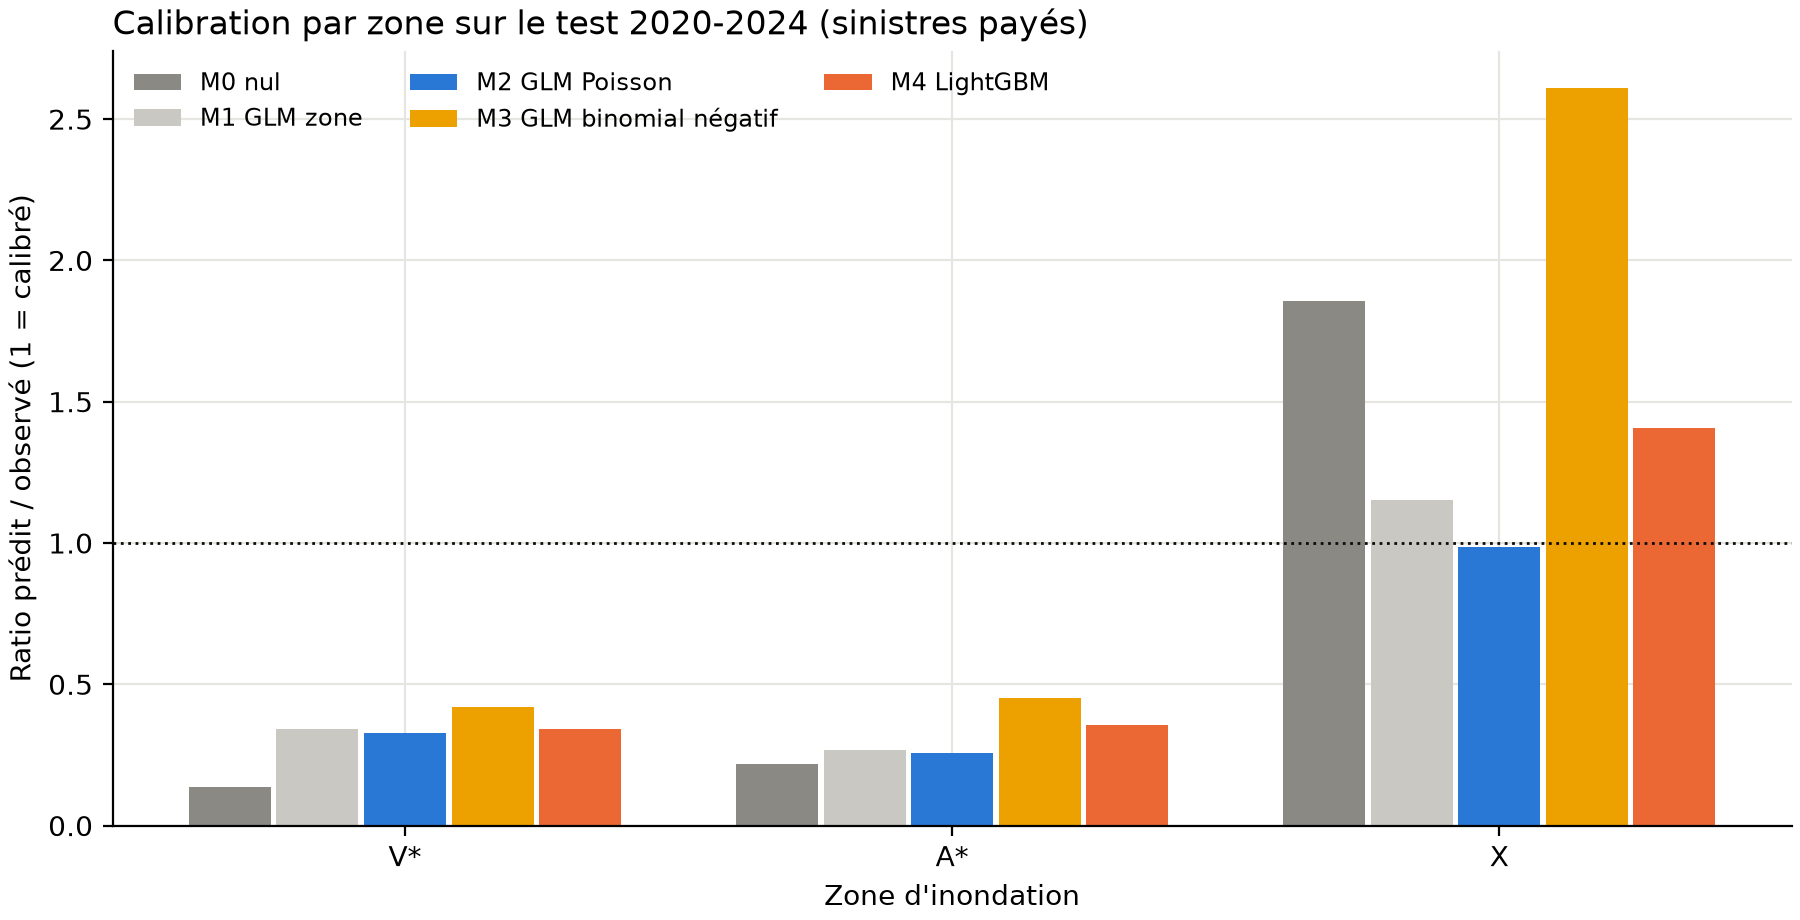 Calibration par zone sur le test 2020-2024 (sinistres payés)
M0 nul
M1 GLM zone
M2 GLM Poisson
M3 GLM binomial négatif
M4 LightGBM
Ratio prédit / observé (1 = calibré)
2.5
2.0
1.5
1.0
0.5
0.0
V*
A*
X
Zone d'inondation